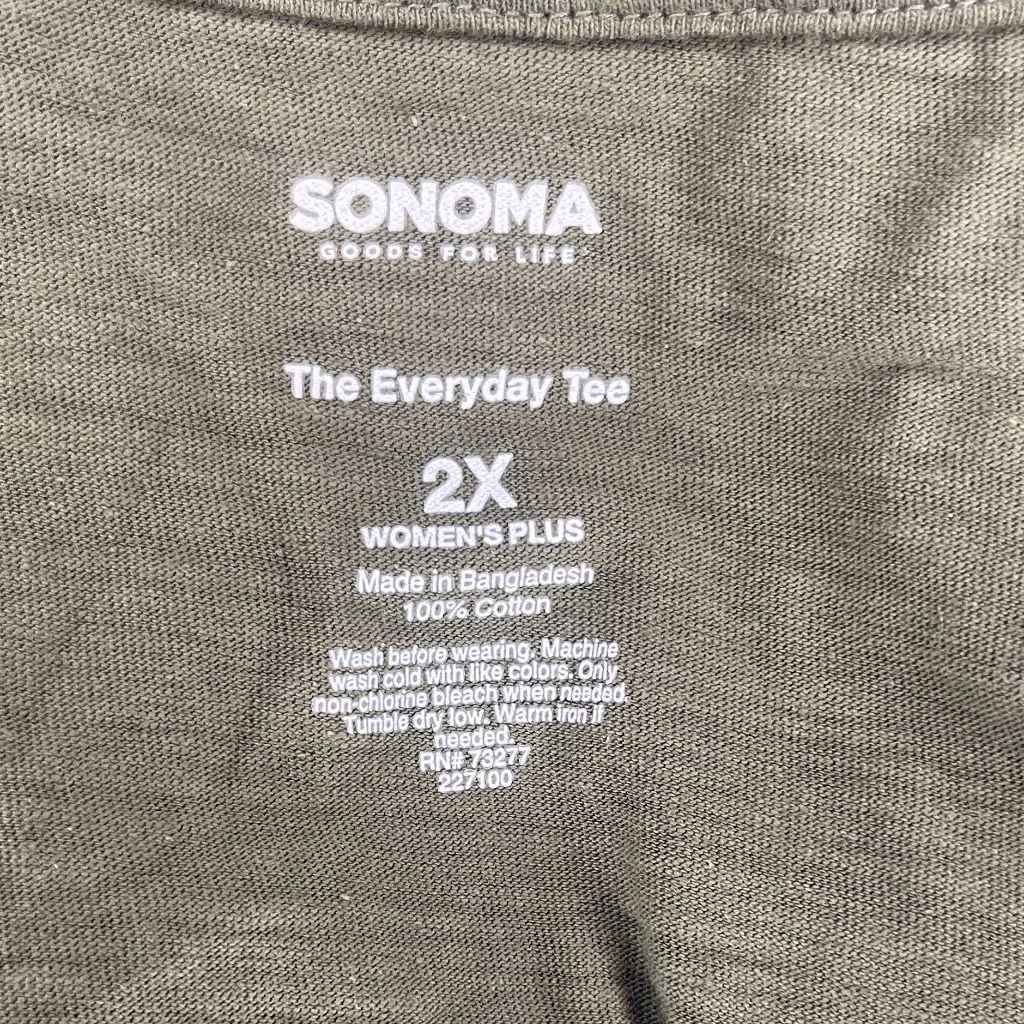 SONOMA
GOODS FOR LIFE
The Everyday Tee
2X
WOMEN'S PLUS
Made in Bangladesh
100% Cotton
Wash before wearing. Machine
wash cold with like colors. Only
non-chlorine bleach when needed.
Tumble dry low. Warm iron if
needed.
RN# 73277
227100